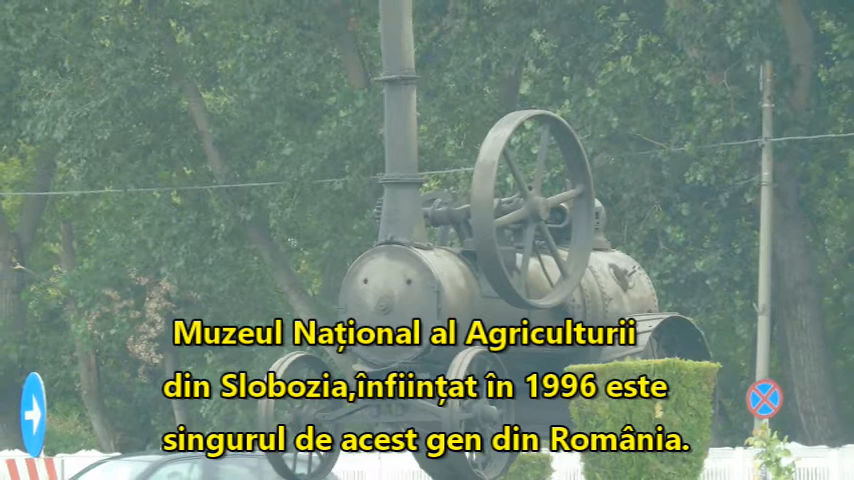 Muzeul Național al Agriculturii
din Slobozia,înființat în 1996 este
singurul de acest gen din România.